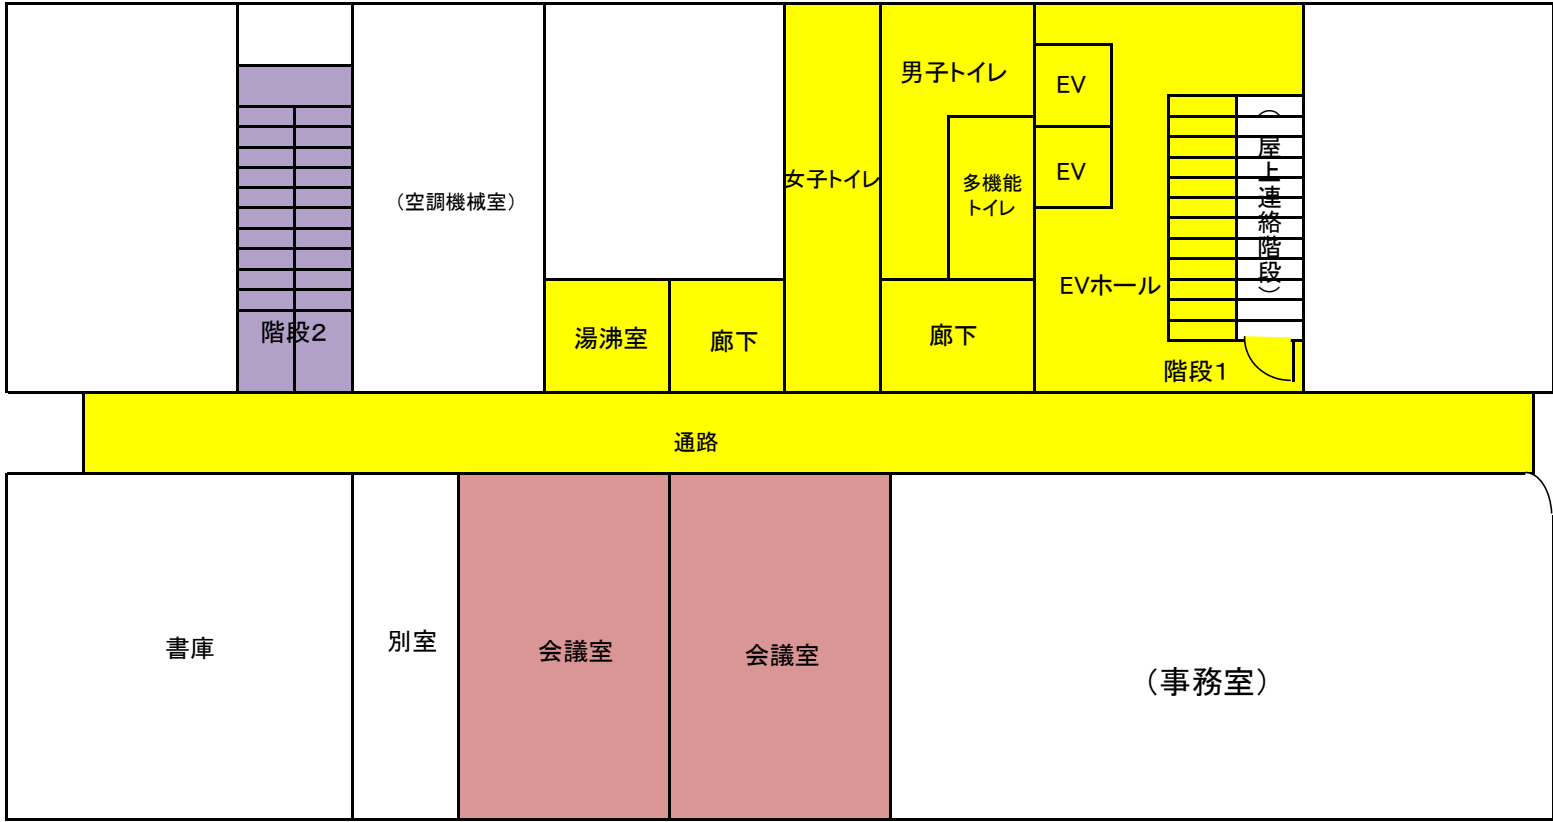 男子トイレ
EV
（屋上連絡階段）
女子トイレ
多機能
トイレ
EV
（空調機械室）
EVホール
階段２
湯沸室
廊下
廊下
階段１
通路
書庫
別室
会議室
会議室
（事務室）